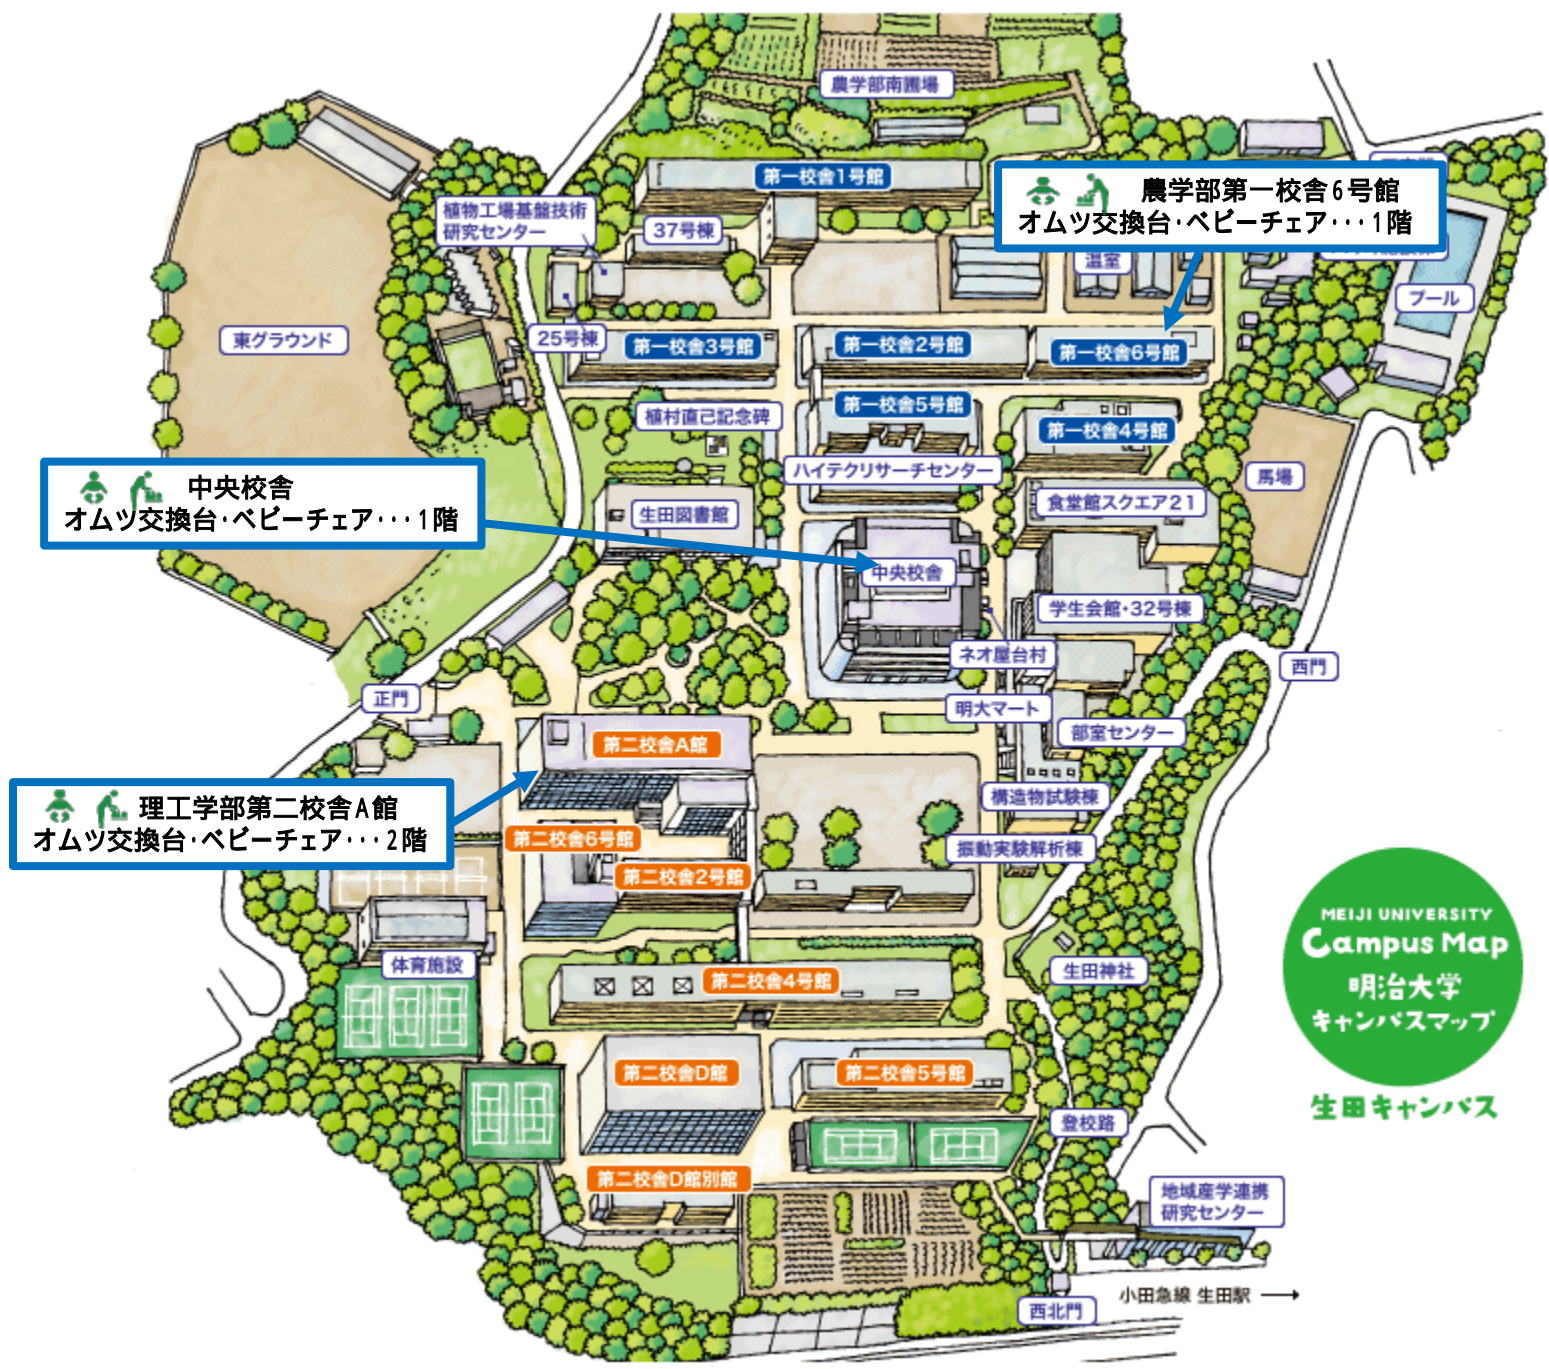 農学部南圃場
第一校舎1号館
農学部第一校舎6号館
オムツ交換台・ベビーチェア・・・1階
植物工場基盤技術
研究センター
37号棟
温室
プール
東グラウンド
25号棟
第一校舎3号館
第一校舎2号館
第一校舎6号館
植村直己記念碑
第一校舎5号館
第一校舎4号館
ハイテクリサーチセンター
馬場
中央校舎
オムツ交換台・ベビーチェア・・・1階
生田図書館
食堂館スクエア21
中央校舎
学生会館・32号棟
ネオ屋台村
西門
正門
明大マート
部室センター
第二校舎A館
理工学部第二校舎A館
オムツ交換台・ベビーチェア・・・2階
構造物試験棟
第二校舎6号館
振動実験解析棟
第二校舎2号館
MEIJI UNIVERSITY
Campus Map
明治大学
キャンパスマップ
生田キャンパス
体育施設
生田神社
第二校舎4号館
第二校舎D館
第二校舎5号館
登校路
第二校舎D館別館
地域産学連携
研究センター
小田急線 生田駅
西北門